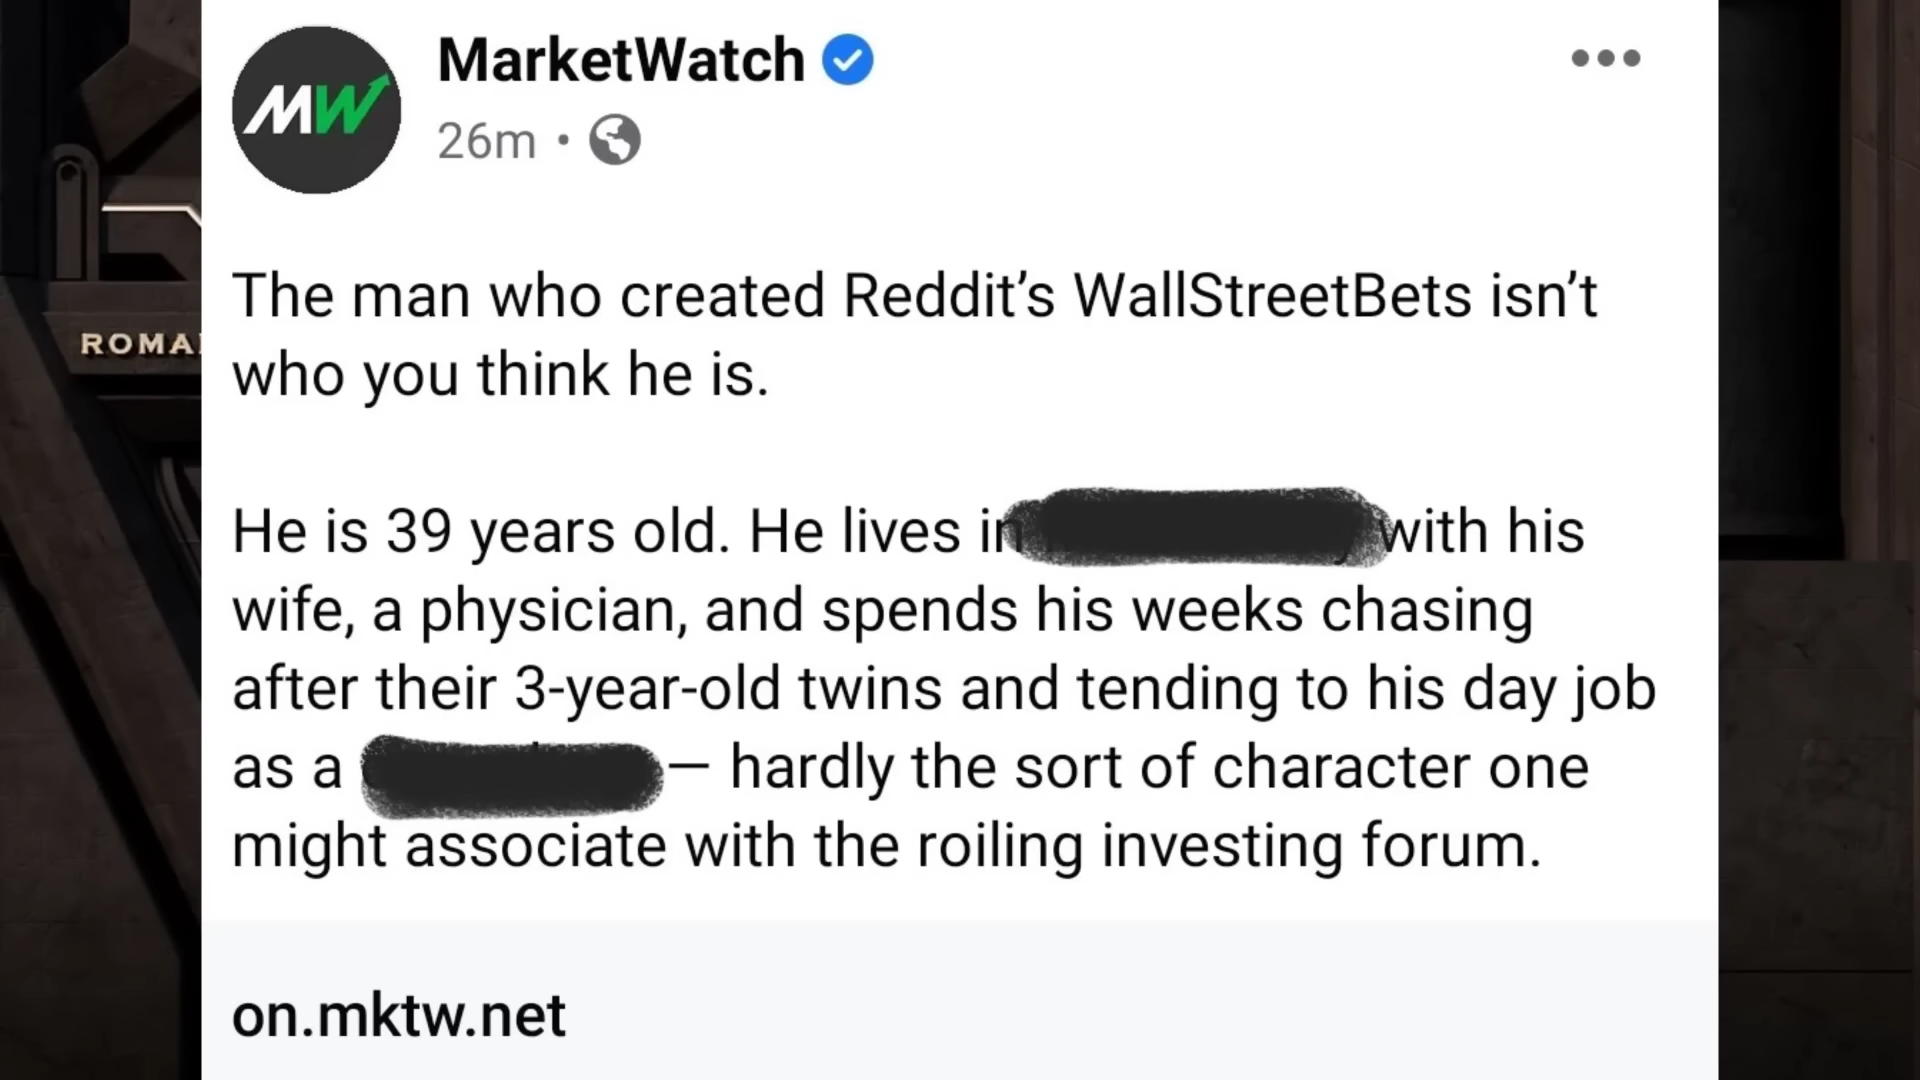 MW
MarketWatch
26m •
The man who created Reddit's WallStreetBets isn't
who you think he is.
He is 39 years old. He lives in with his
wife, a physician, and spends his weeks chasing
after their 3-year-old twins and tending to his day job
as a — hardly the sort of character one
might associate with the roiling investing forum.
on.mktw.net
ROMA